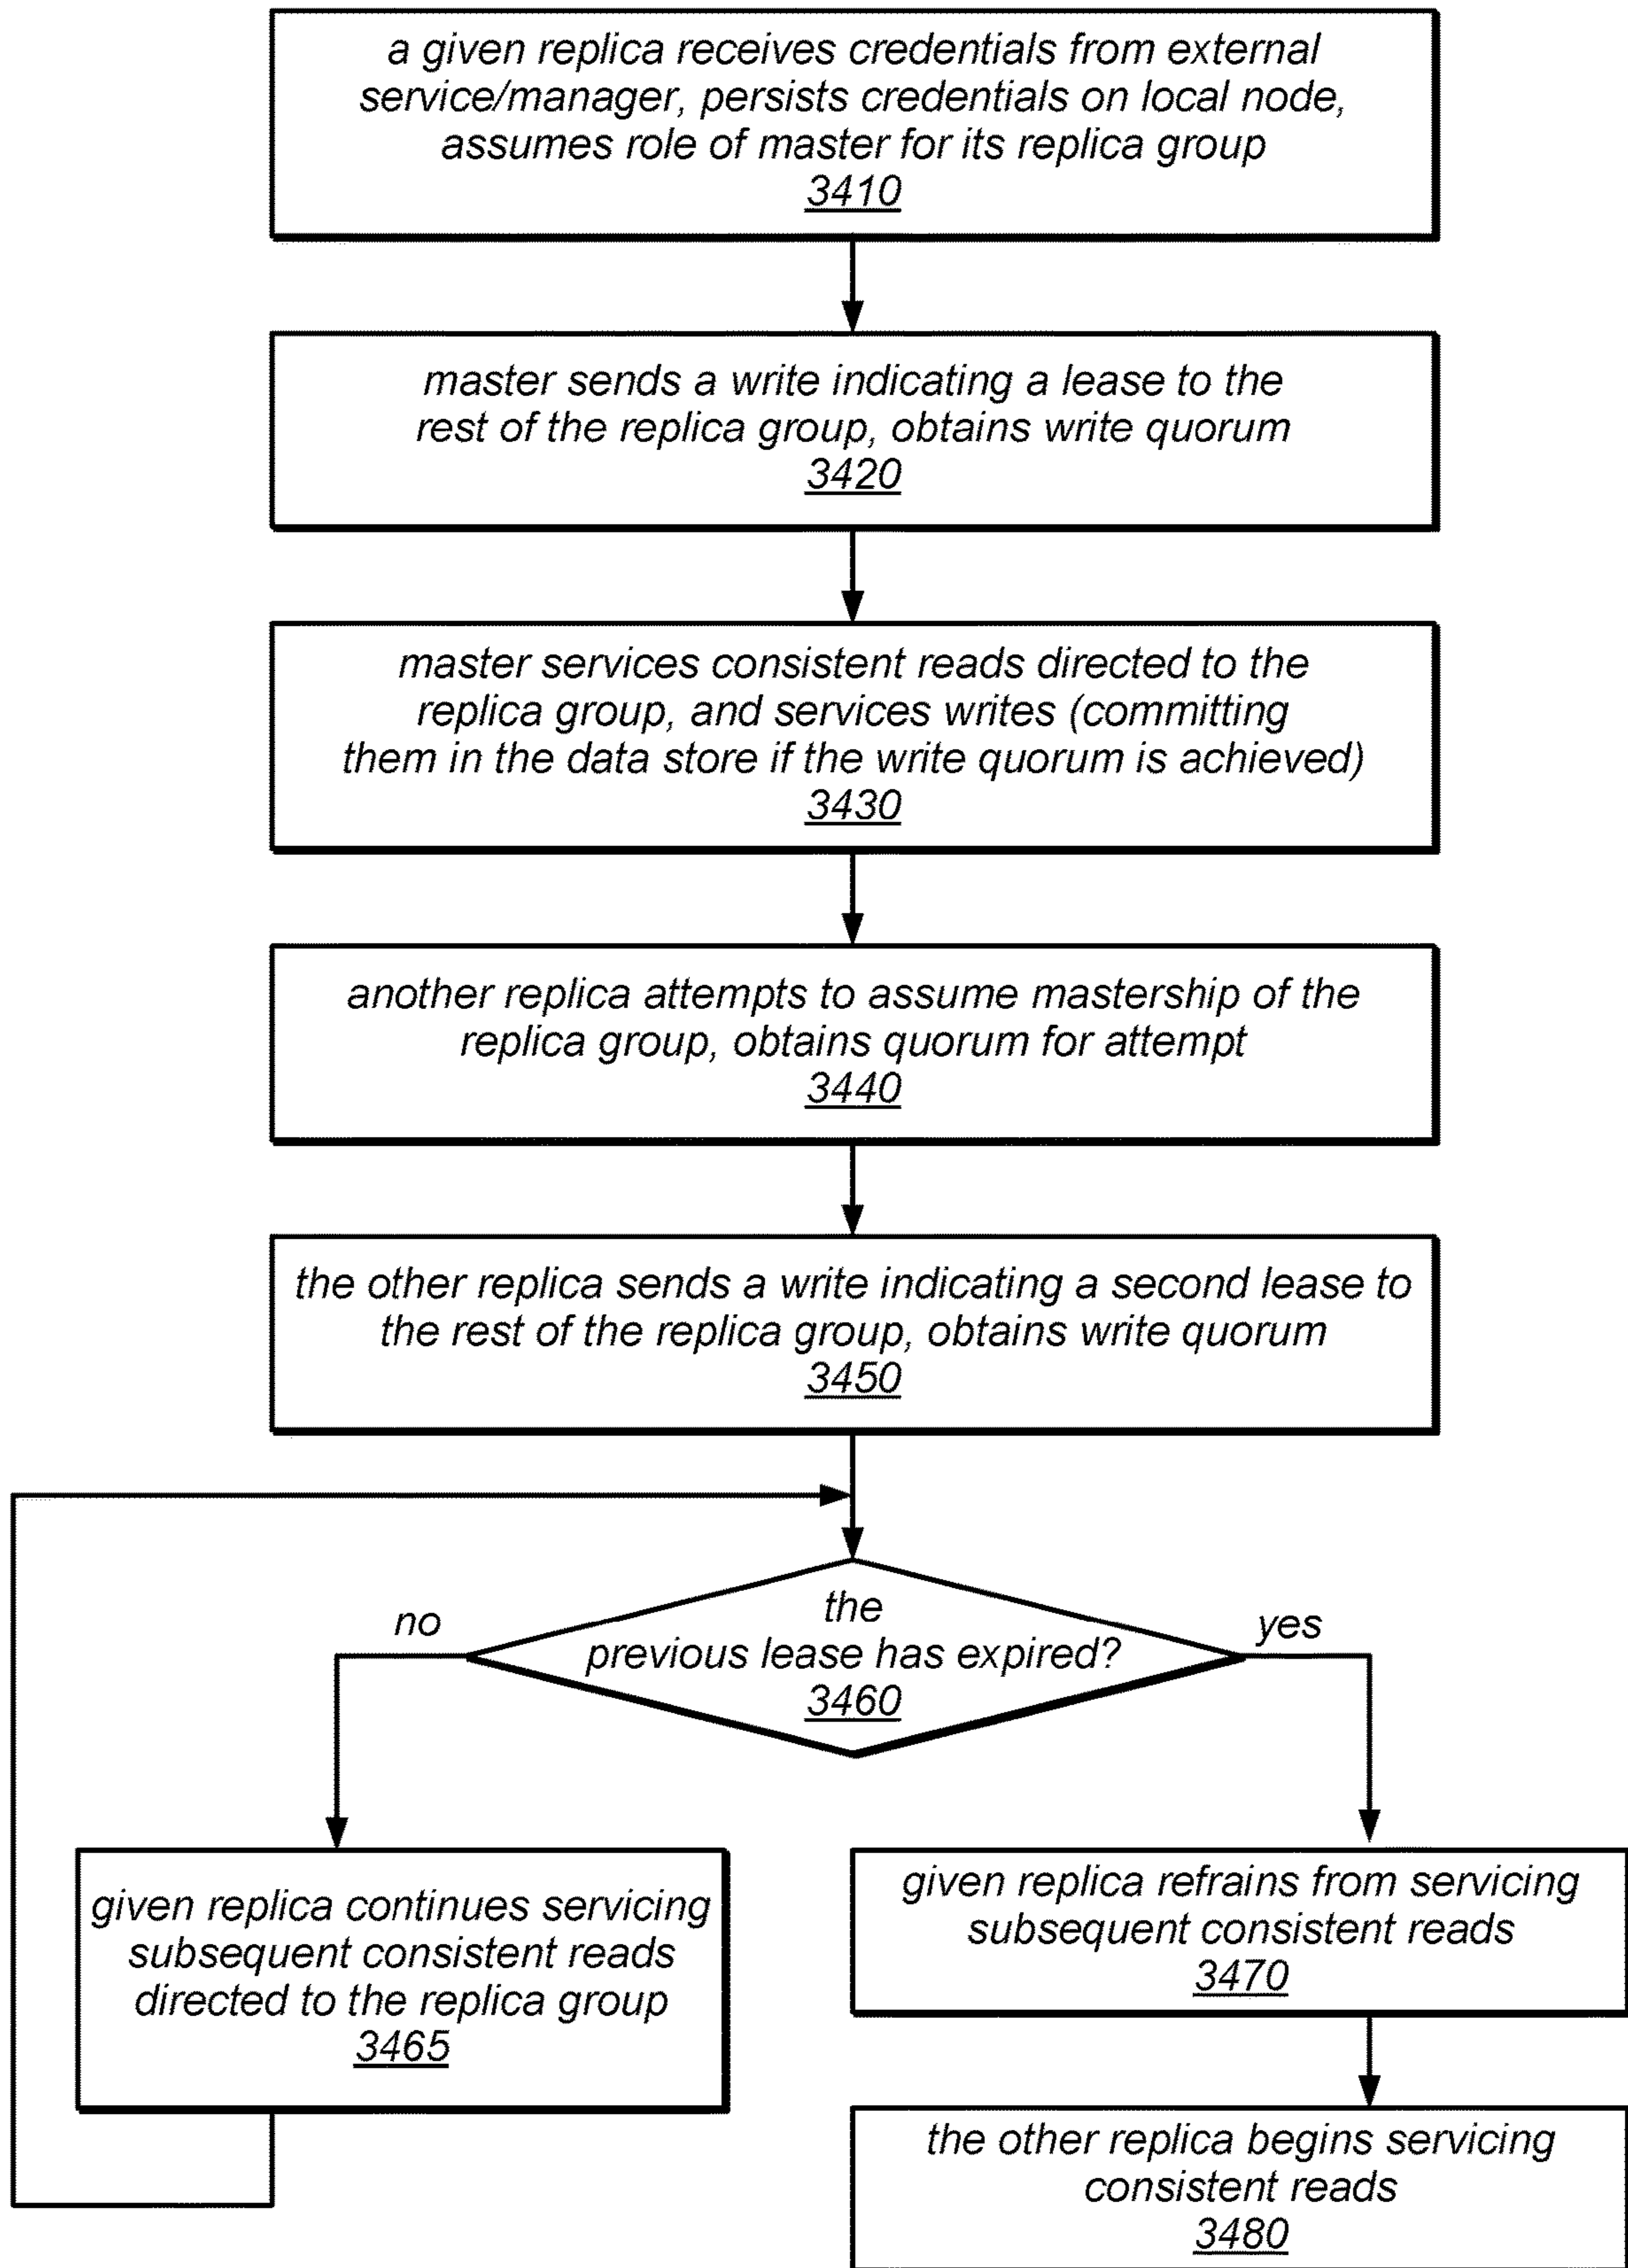 a given replica receives credentials from external
service/manager, persists credentials on local node,
assumes role of master for its replica group
3410
master sends a write indicating a lease to the
rest of the replica group, obtains write quorum
3420
master services consistent reads directed to the
replica group, and services writes (committing
them in the data store if the write quorum is achieved)
3430
another replica attempts to assume mastership of the
replica group, obtains quorum for attempt
3440
the other replica sends a write indicating a second lease to
the rest of the replica group, obtains write quorum
3450
the
previous lease has expired?
3460
no
yes
given replica continues servicing
subsequent consistent reads
directed to the replica group
3465
given replica refrains from servicing
subsequent consistent reads
3470
the other replica begins servicing
consistent reads
3480